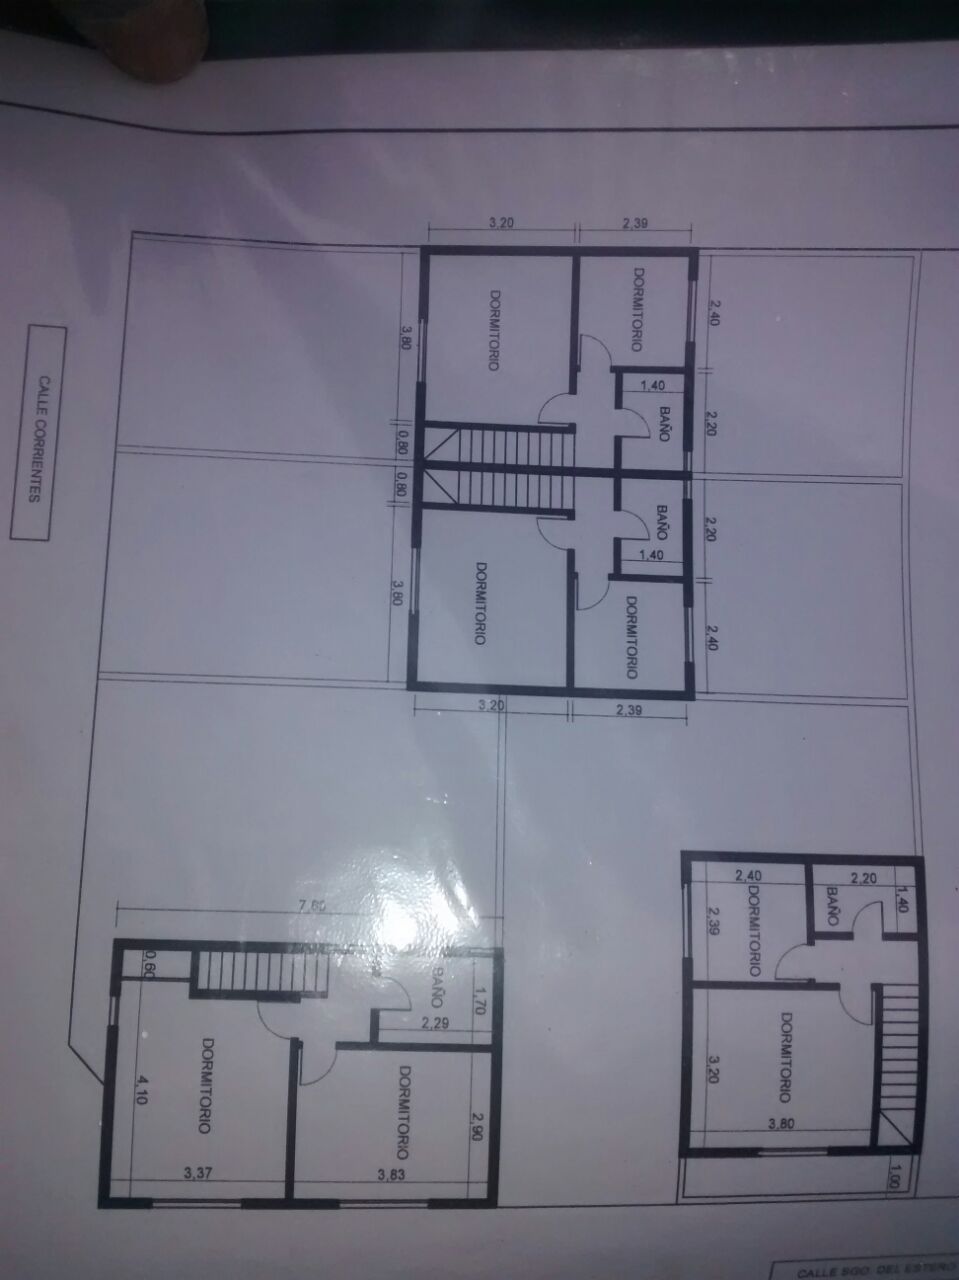 3,20
2,39
DORMITORIO
DORMITORIO
2,40
3,80
1,40
BAÑO
2,20
0,80
0,80
BAÑO
2,20
1,40
DORMITORIO
DORMITORIO
3,80
2,40
3,20
2,39
CALLE CORRIENTES
2,40
2,20
1,40
BAÑO
DORMITORIO
2,39
DORMITORIO
3,20
3,80
1,00
7,60
0,60
BAÑO
1,70
2,29
DORMITORIO
DORMITORIO
4,10
2,90
3,37
3,83
CALLE SGO. DEL ESTERO